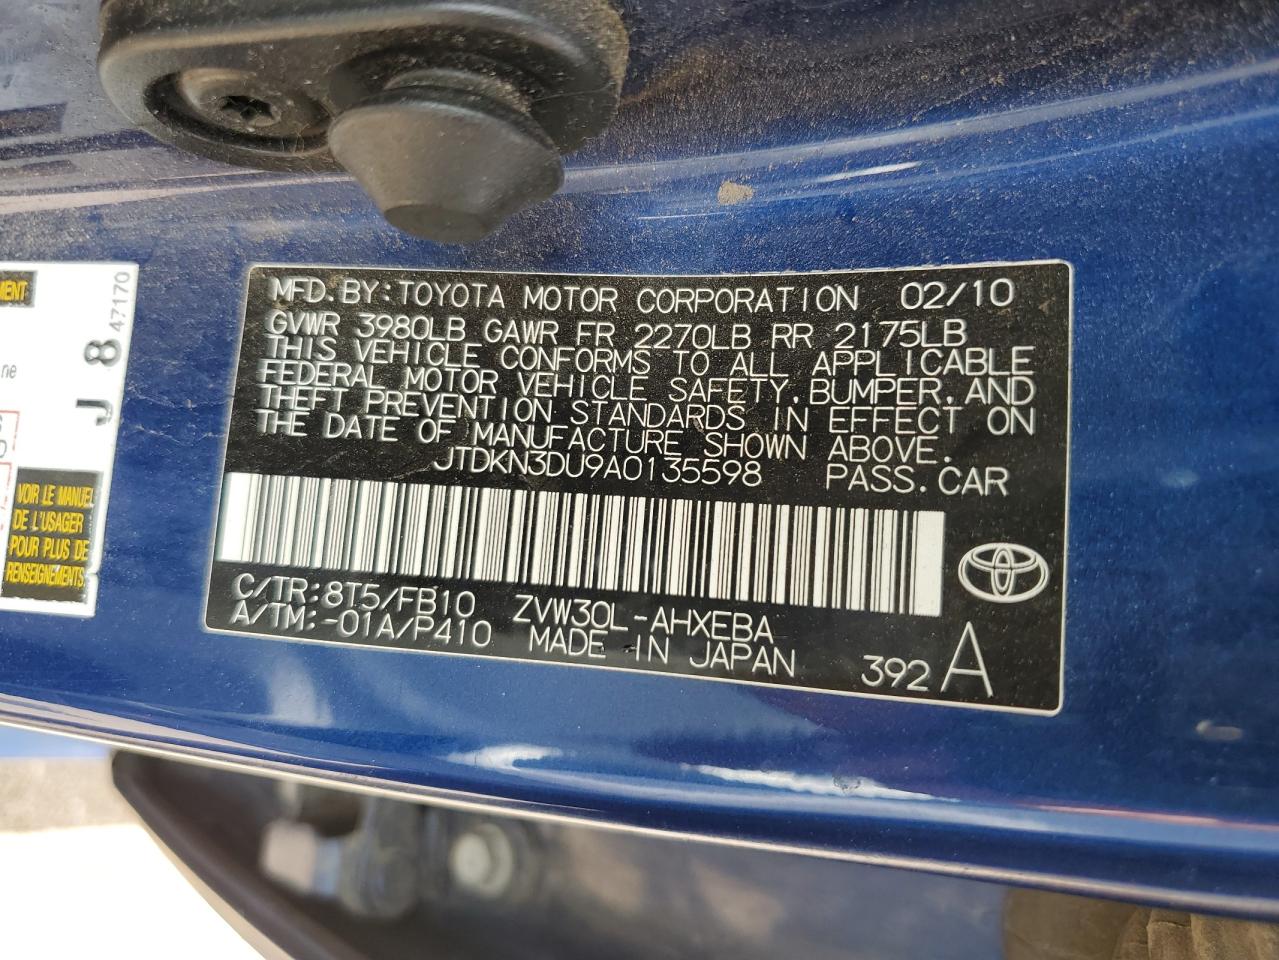 MFD.BY:TOYOTA MOTOR CORPORATION 02/10
GVWR 3980LB GAWR FR 2270LB RR 2175LB
THIS VEHICLE CONFORMS TO ALL APPLICABLE
FEDERAL MOTOR VEHICLE SAFETY,BUMPER,AND
THEFT PREVENTION STANDARDS IN EFFECT ON
THE DATE OF MANUFACTURE SHOWN ABOVE.
JTDKN3DU9A0135598 PASS.CAR
C/TR:8T5/FB10 ZVW30L-AHXEBA
A/TM:-01A/P410 MADE IN JAPAN 392 A
J 8 47170
VOIR LE MANUEL
DE L'USAGER
POUR PLUS DE
RENSEIGNEMENTS